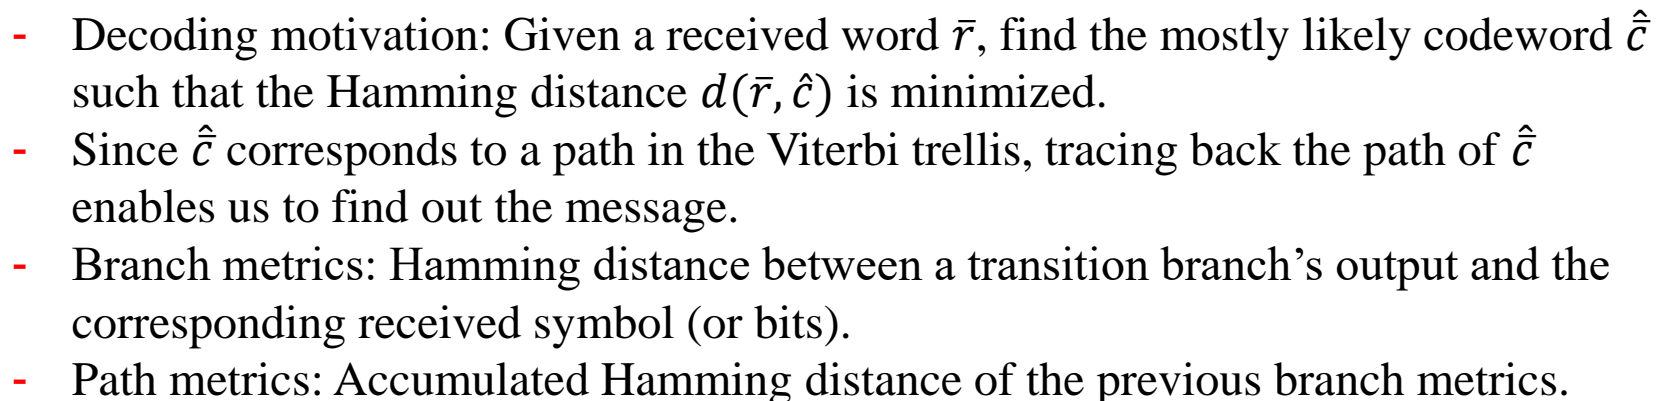 - Decoding motivation: Given a received word r̄, find the mostly likely codeword ĉ̄
such that the Hamming distance d(r̄, ĉ) is minimized.
- Since ĉ̄ corresponds to a path in the Viterbi trellis, tracing back the path of ĉ̄
enables us to find out the message.
- Branch metrics: Hamming distance between a transition branch’s output and the
corresponding received symbol (or bits).
- Path metrics: Accumulated Hamming distance of the previous branch metrics.